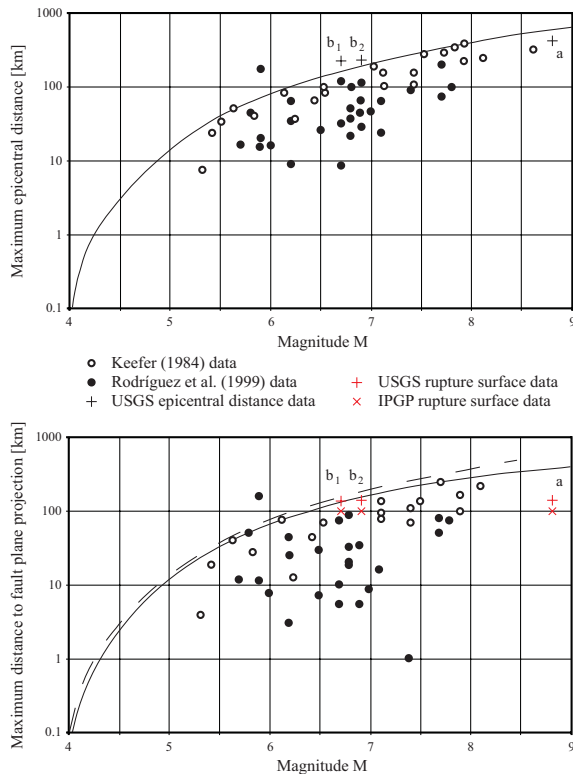 Maximum epicentral distance [km]
1000
100
10
1
0.1
b1 b2
a
4 5 6 7 8 9
Magnitude M
Keefer (1984) data
Rodríguez et al. (1999) data
USGS epicentral distance data
USGS rupture surface data
IPGP rupture surface data
Maximum distance to fault plane projection [km]
1000
100
10
1
0.1
b1 b2
a
4 5 6 7 8 9
Magnitude M